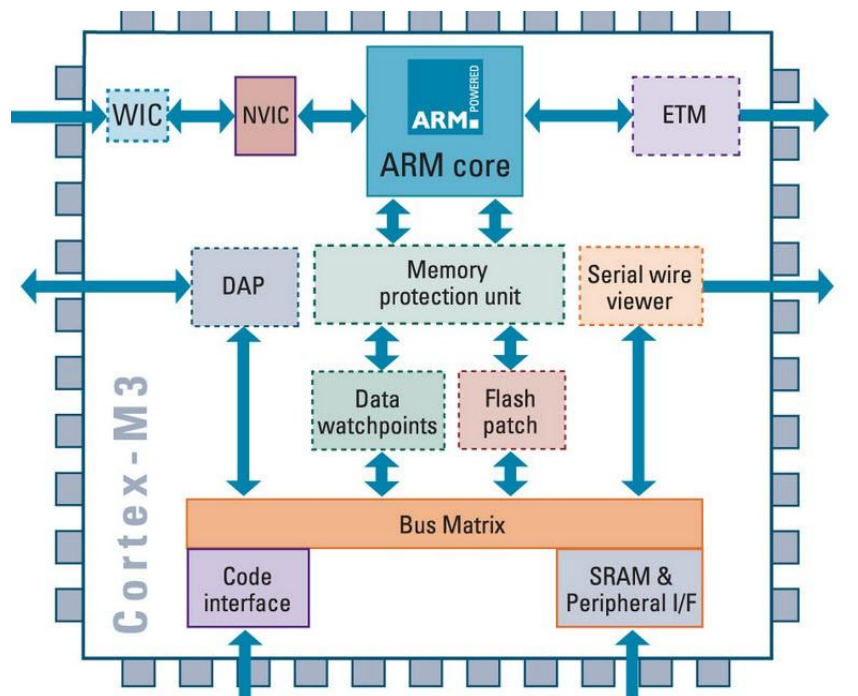 WIC
NVIC
ARM POWERED
ARM core
ETM
DAP
Memory
protection unit
Serial wire
viewer
Data
watchpoints
Flash
patch
Cortex-M3
Bus Matrix
Code
interface
SRAM &
Peripheral I/F